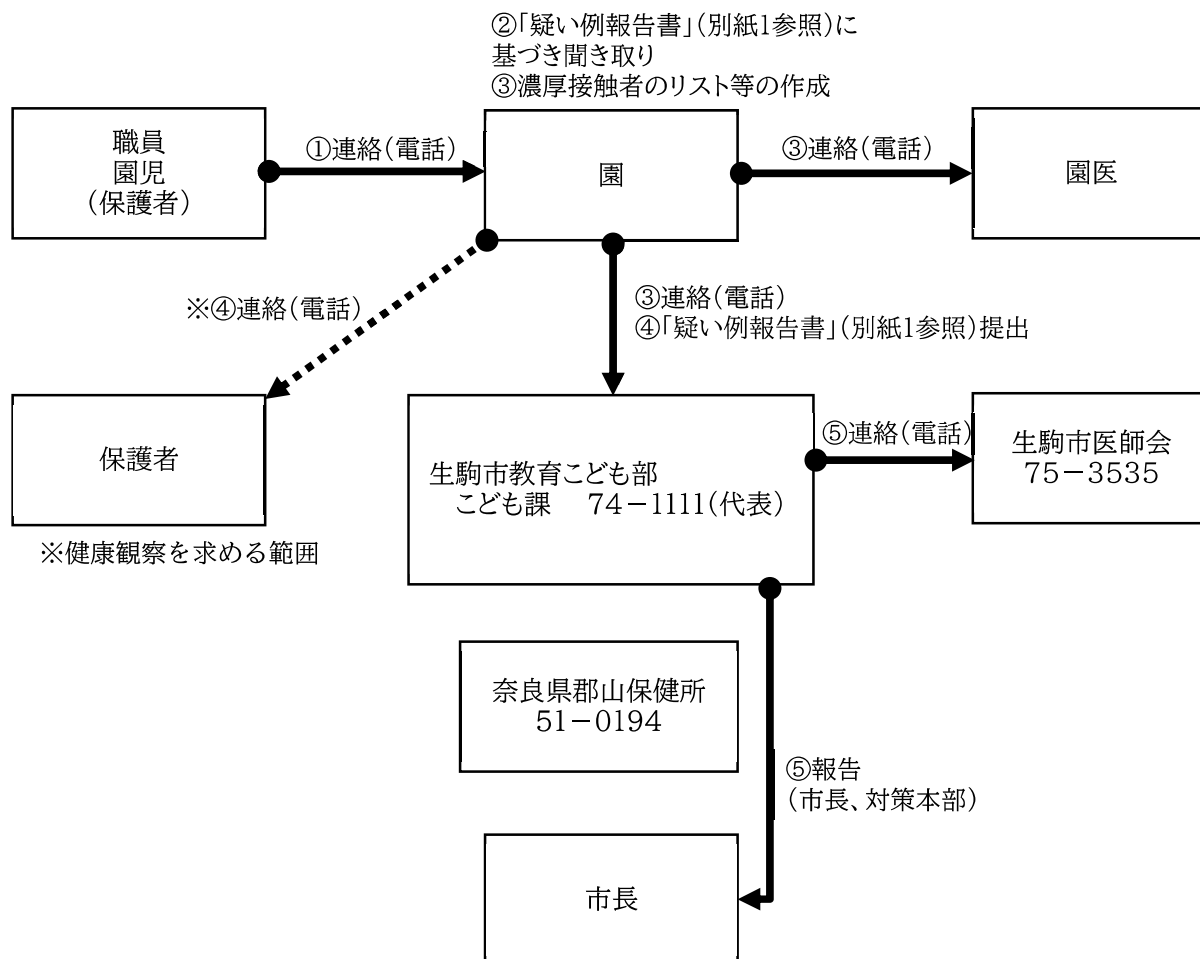 ②「疑い例報告書」（別紙1参照）に
基づき聞き取り
③濃厚接触者のリスト等の作成
職員
園児
（保護者）
①連絡（電話）
園
③連絡（電話）
園医
※④連絡（電話）
③連絡（電話）
④「疑い例報告書」（別紙1参照）提出
保護者
※健康観察を求める範囲
生駒市教育こども部
こども課　74－1111（代表）
⑤連絡（電話）
生駒市医師会
75－3535
奈良県郡山保健所
51－0194
⑤報告
（市長、対策本部）
市長